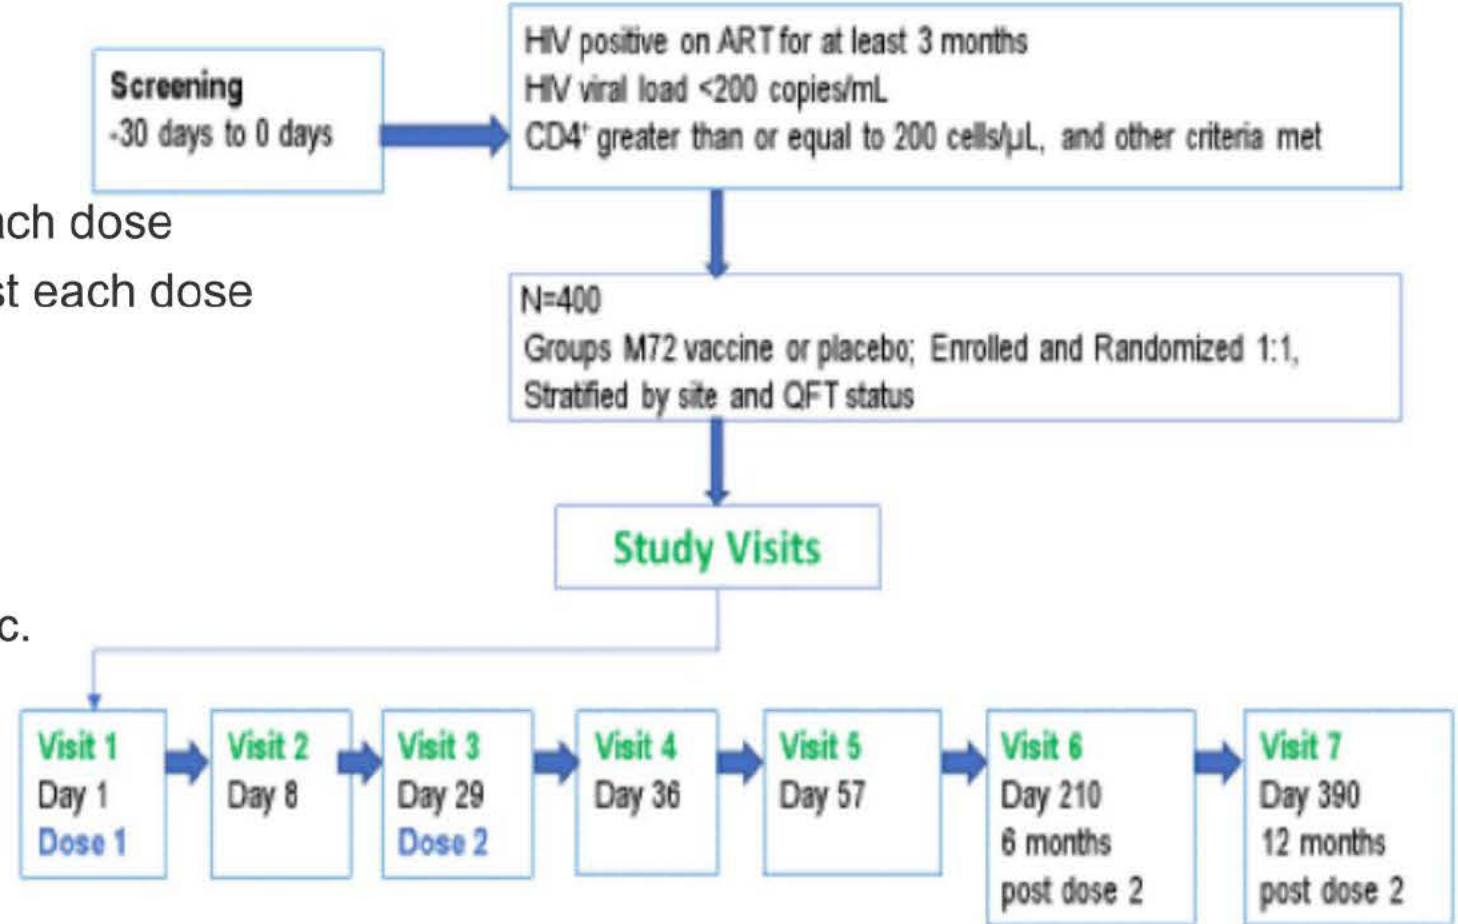 Screening
-30 days to 0 days
HIV positive on ART for at least 3 months
HIV viral load <200 copies/mL
CD4⁺ greater than or equal to 200 cells/µL, and other criteria met
ach dose
st each dose
N=400
Groups M72 vaccine or placebo; Enrolled and Randomized 1:1,
Stratified by site and QFT status
Study Visits
c.
Visit 1
Day 1
Dose 1
Visit 2
Day 8
Visit 3
Day 29
Dose 2
Visit 4
Day 36
Visit 5
Day 57
Visit 6
Day 210
6 months
post dose 2
Visit 7
Day 390
12 months
post dose 2